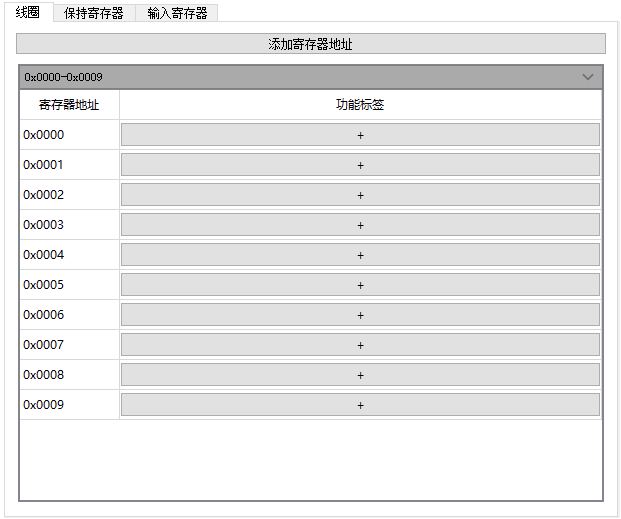 线圈 保持寄存器 输入寄存器
添加寄存器地址
0x0000-0x0009
寄存器地址 功能标签
0x0000 +
0x0001 +
0x0002 +
0x0003 +
0x0004 +
0x0005 +
0x0006 +
0x0007 +
0x0008 +
0x0009 +